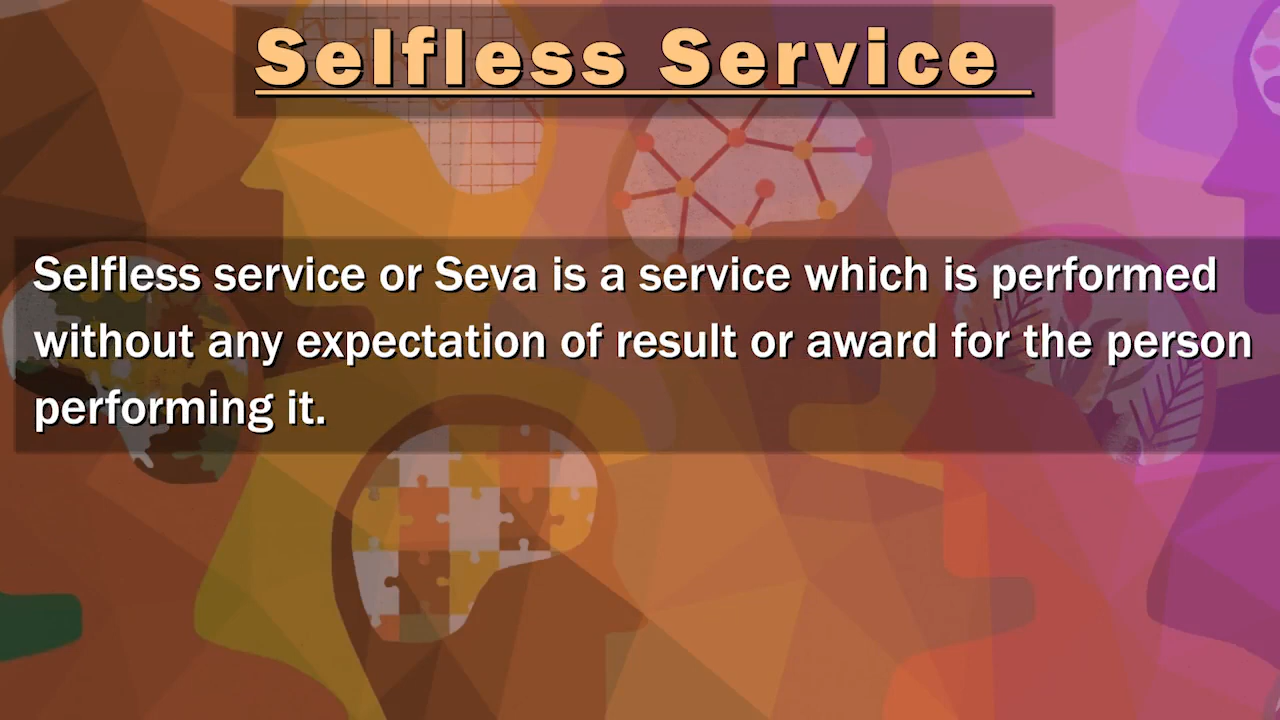 Selfless Service
Selfless service or Seva is a service which is performed
without any expectation of result or award for the person
performing it.